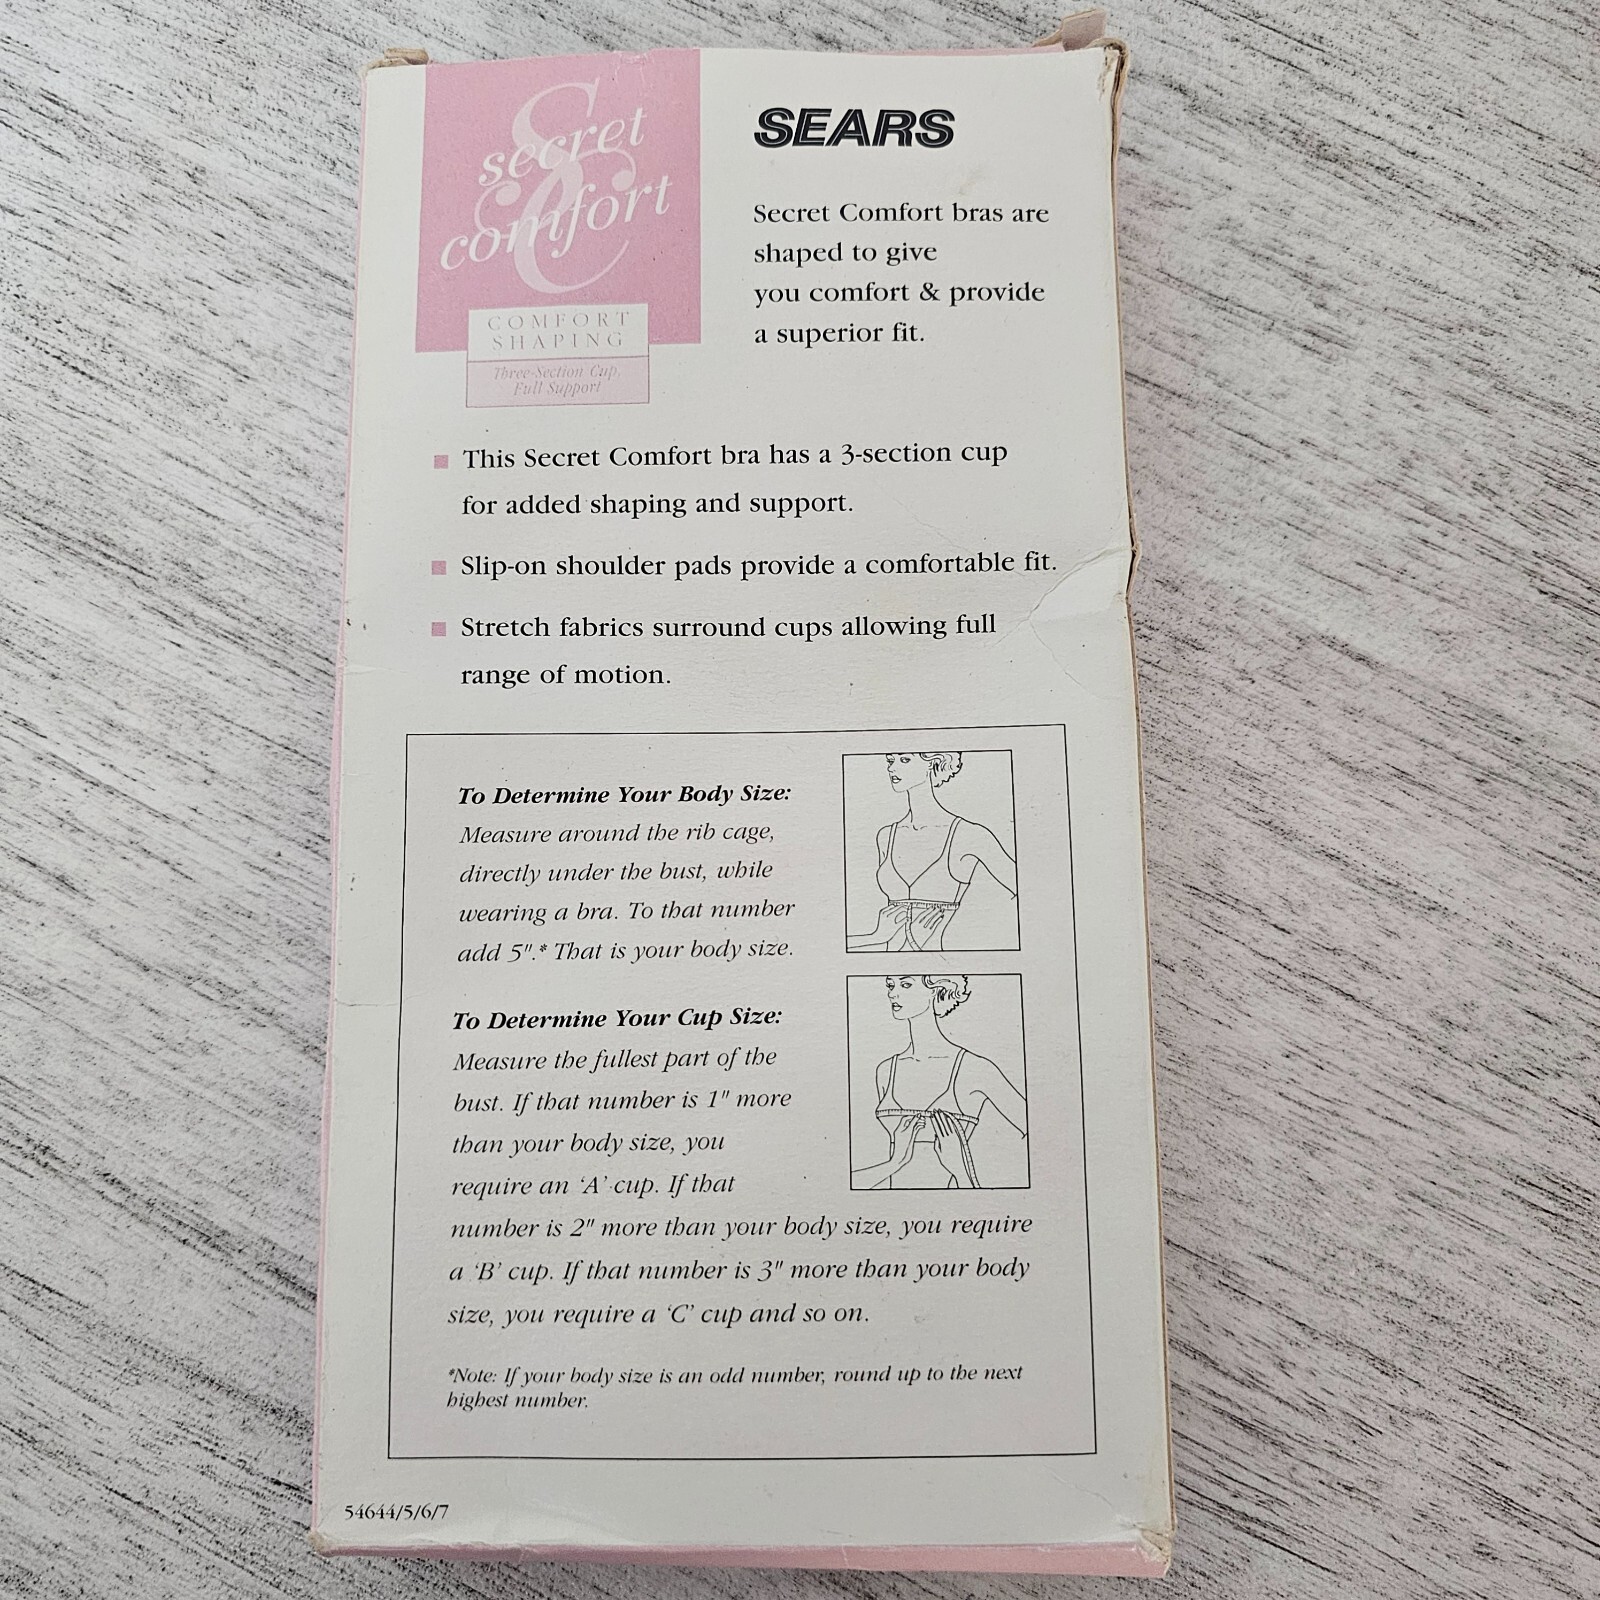 secret
comfort
COMFORT
SHAPING
Three-Section Cup,
Full Support
SEARS
Secret Comfort bras are
shaped to give
you comfort & provide
a superior fit.
This Secret Comfort bra has a 3-section cup
for added shaping and support.
Slip-on shoulder pads provide a comfortable fit.
Stretch fabrics surround cups allowing full
range of motion.
To Determine Your Body Size:
Measure around the rib cage,
directly under the bust, while
wearing a bra. To that number
add 5".* That is your body size.
To Determine Your Cup Size:
Measure the fullest part of the
bust. If that number is 1" more
than your body size, you
require an ‘A’ cup. If that
number is 2" more than your body size, you require
a ‘B’ cup. If that number is 3" more than your body
size, you require a ‘C’ cup and so on.
*Note: If your body size is an odd number, round up to the next
highest number.
54644/5/6/7